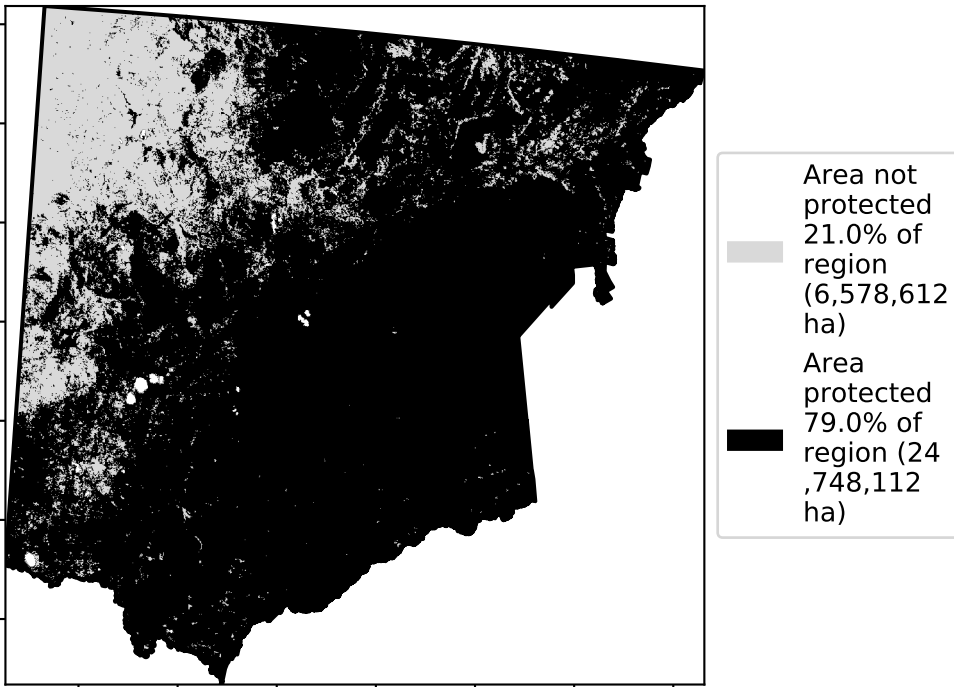 Area not
protected
21.0% of
region
(6,578,612
ha)
Area
protected
79.0% of
region (24
,748,112
ha)